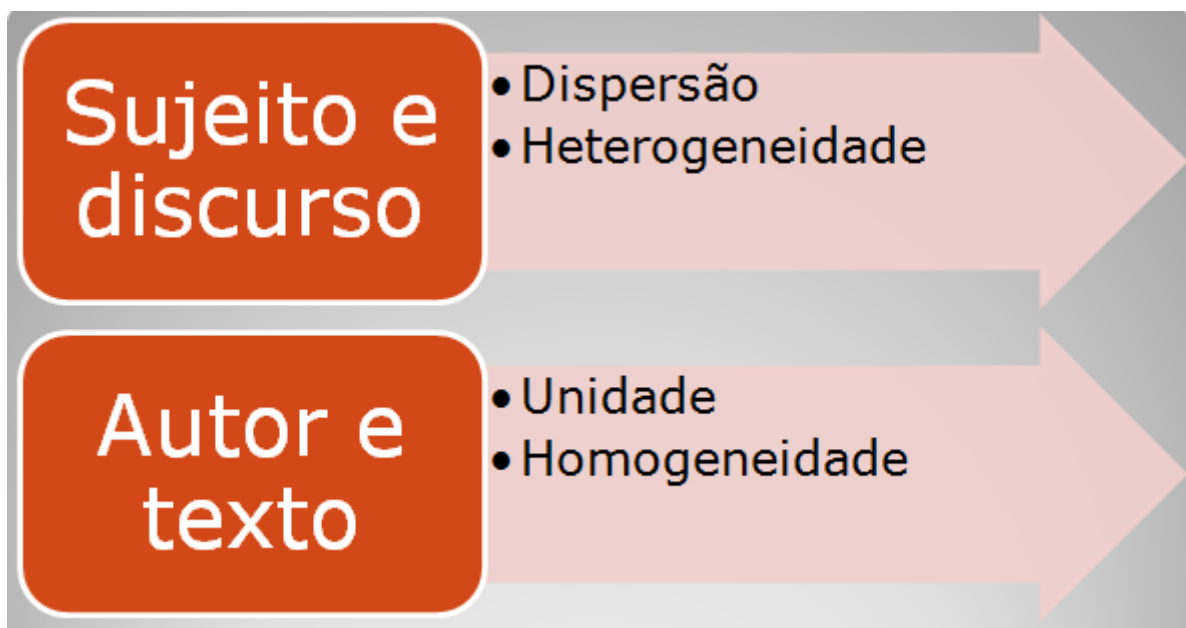 Sujeito e
discurso
• Dispersão
• Heterogeneidade
Autor e
texto
• Unidade
• Homogeneidade